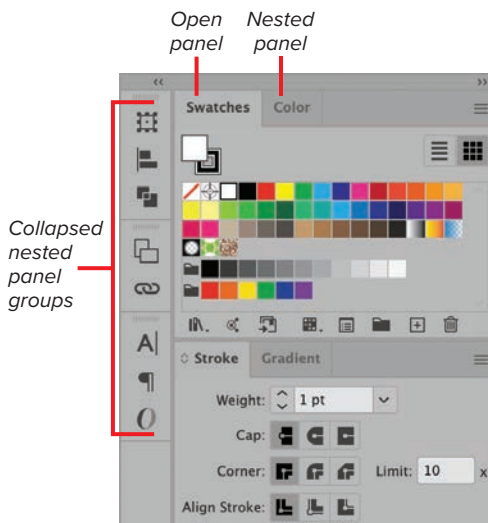 Open panel
Nested panel
Swatches Color
Collapsed nested panel groups
Stroke Gradient
Weight: 1 pt
Cap:
Corner: Limit: 10 x
Align Stroke: